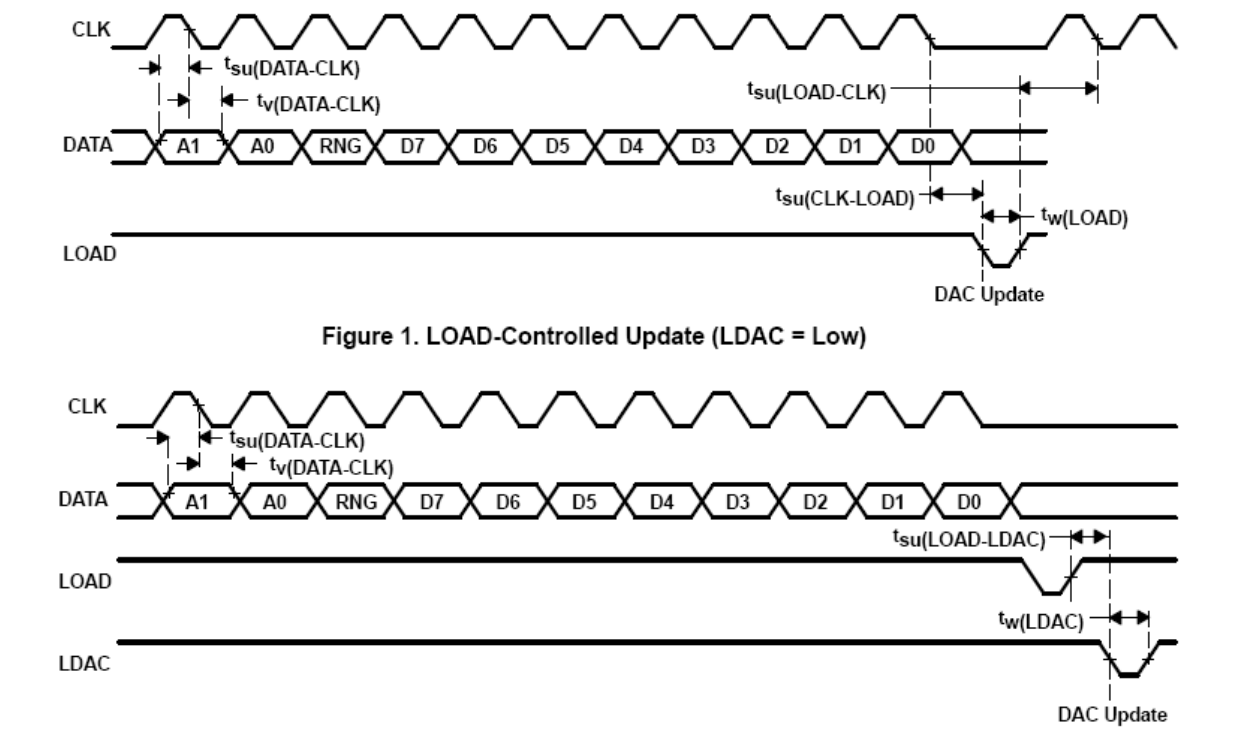 CLK
tsu(DATA-CLK)
tsu(LOAD-CLK)
tv(DATA-CLK)
DATA A1 A0 RNG D7 D6 D5 D4 D3 D2 D1 D0
tsu(CLK-LOAD)
tw(LOAD)
LOAD
DAC Update
Figure 1. LOAD-Controlled Update (LDAC = Low)
CLK
tsu(DATA-CLK)
tv(DATA-CLK)
DATA A1 A0 RNG D7 D6 D5 D4 D3 D2 D1 D0
tsu(LOAD-LDAC)
LOAD
tw(LDAC)
LDAC
DAC Update